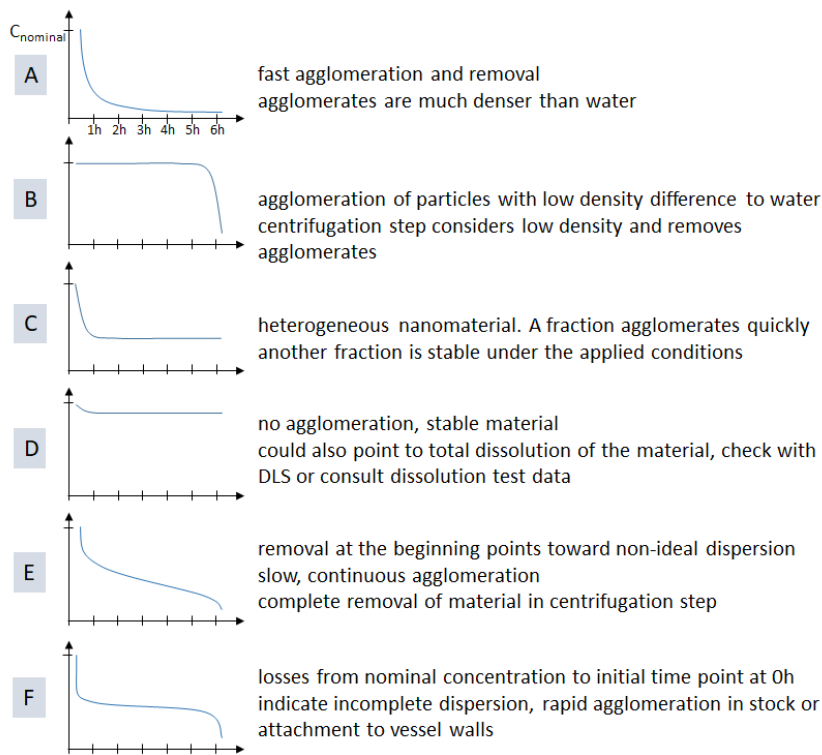 Cnominal
A
fast agglomeration and removal
agglomerates are much denser than water
1h 2h 3h 4h 5h 6h
B
agglomeration of particles with low density difference to water
centrifugation step considers low density and removes
agglomerates
C
heterogeneous nanomaterial. A fraction agglomerates quickly
another fraction is stable under the applied conditions
D
no agglomeration, stable material
could also point to total dissolution of the material, check with
DLS or consult dissolution test data
E
removal at the beginning points toward non-ideal dispersion
slow, continuous agglomeration
complete removal of material in centrifugation step
F
losses from nominal concentration to initial time point at 0h
indicate incomplete dispersion, rapid agglomeration in stock or
attachment to vessel walls